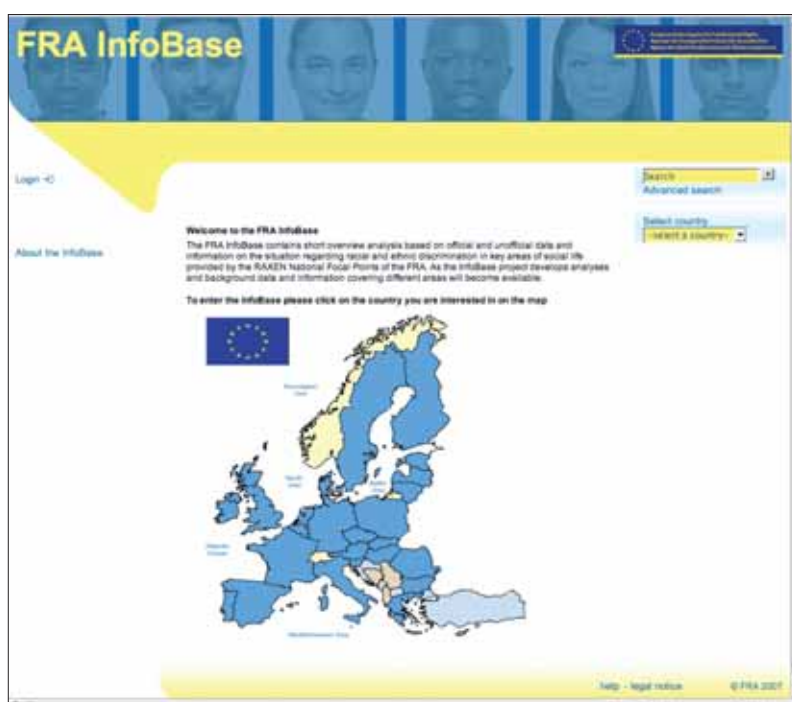 FRA InfoBase
Login
Search
Advanced search
Select country
-select a country-
About the InfoBase
Welcome to the FRA InfoBase
The FRA InfoBase contains short overview analysis based on official and unofficial data and
information on the situation regarding racial and ethnic discrimination in key areas of social life
provided by the RAXEN National Focal Points of the FRA. As the InfoBase project develops analyses
and background data and information covering different areas will become available.
To enter the InfoBase please click on the country you are interested in on the map
Norwegian
Sea
North
Sea
Baltic
Sea
Atlantic
Ocean
Mediterranean Sea
help - legal notice
© FRA 2007